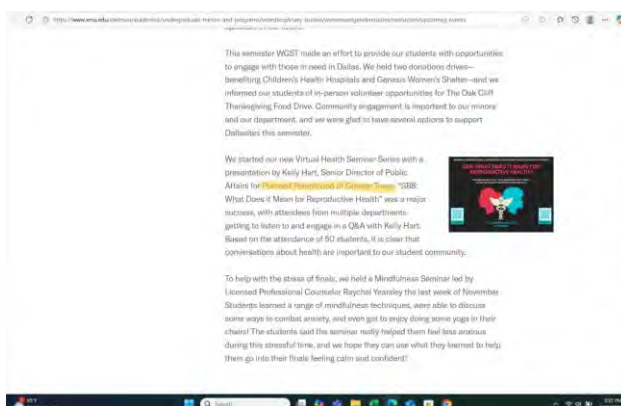 This semester WGST made an effort to provide our students with opportunities
to engage with those in need in Dallas. We held two donations drives—
benefiting Children's Health Hospitals and Genesis Women's Shelter—and we
informed our students of in-person volunteer opportunities for The Oak Cliff
Thanksgiving Food Drive. Community engagement is important to our minors
and our department, and we were glad to have several options to support
Dallasites this semester.
We started our new Virtual Health Seminar Series with a
presentation by Kelly Hart, Senior Director of Public
Affairs for Planned Parenthood of Greater Texas. "SB8:
What Does it Mean for Reproductive Health" was a major
success, with attendees from multiple departments
getting to listen to and engage in a Q&A with Kelly Hart.
Based on the attendance of 50 students, it is clear that
conversations about health are important to our student community.
To help with the stress of finals, we held a Mindfulness Seminar led by
Licensed Professional Counselor Raychel Yearsley the last week of November
Students learned a range of mindfulness techniques, were able to discuss
some ways to combat anxiety, and even got to enjoy doing some yoga in their
chairs! The students said the seminar really helped them feel less anxious
during this stressful time, and we hope they can use what they learned to help
them go into their finals feeling calm and confident!
Search